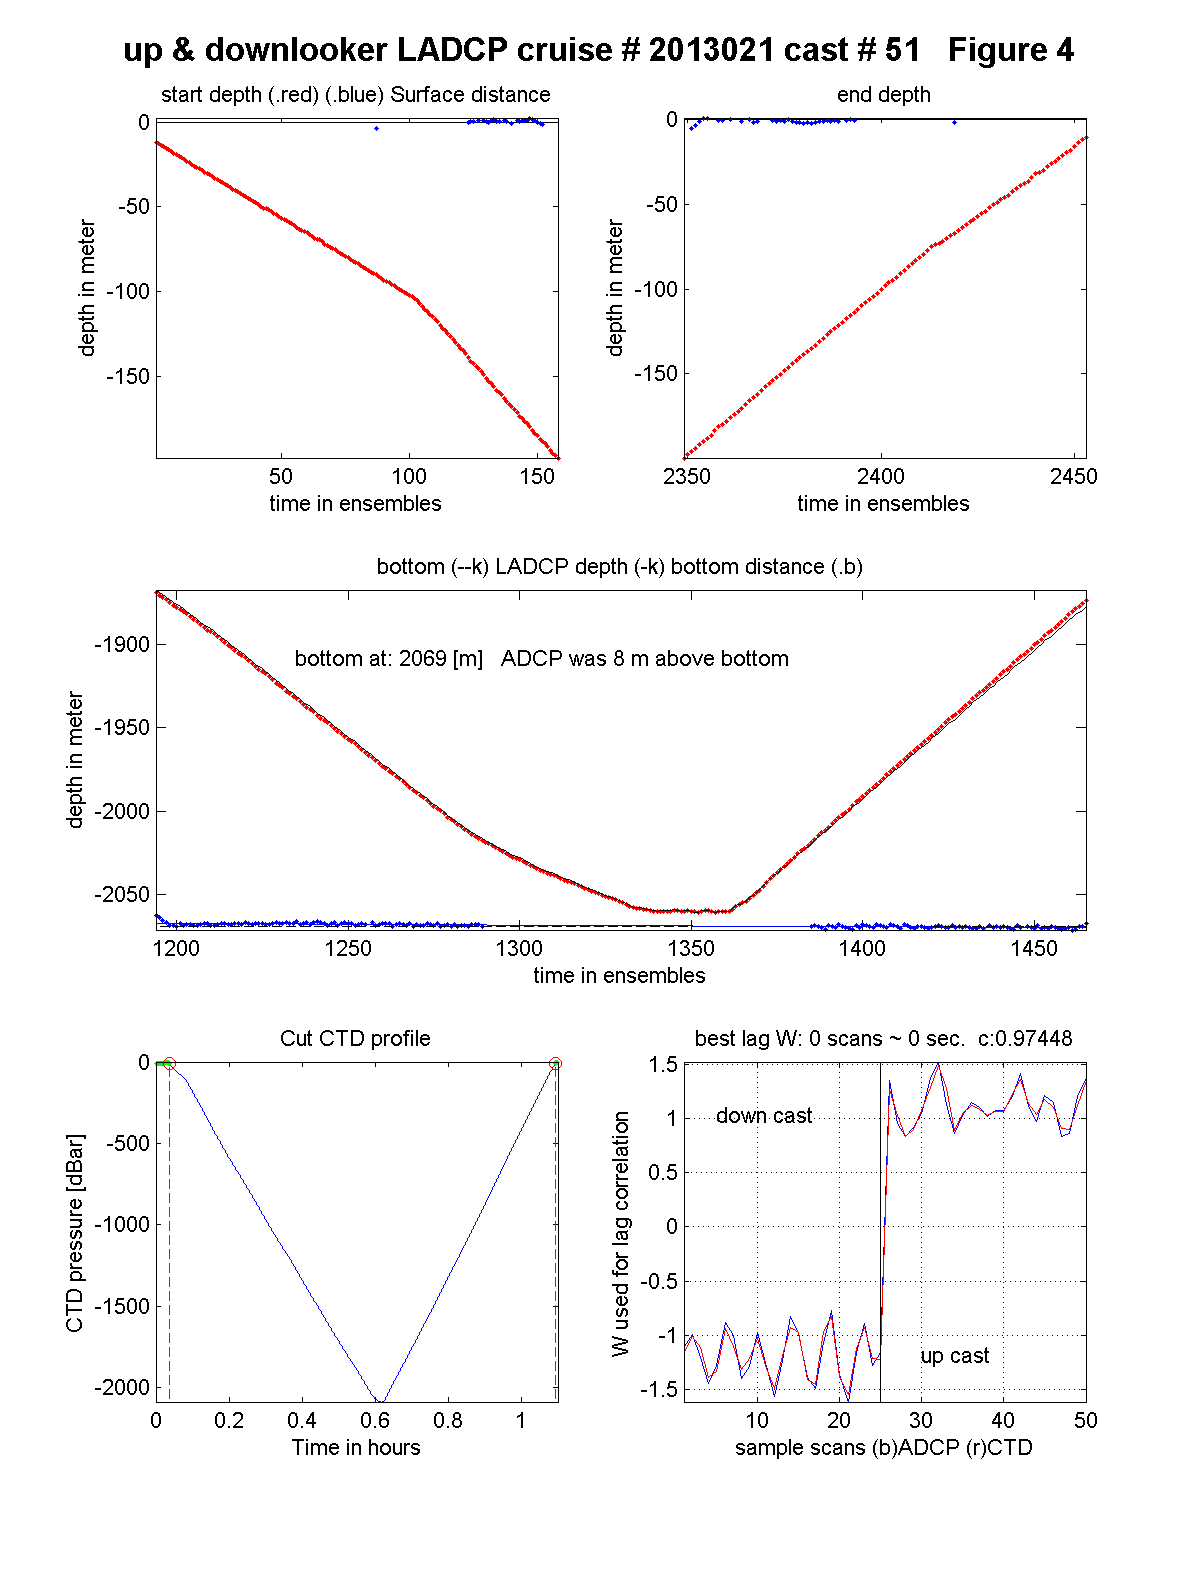 up & downlooker LADCP cruise # 2013021 cast # 51   Figure 4
start depth (.red) (.blue) Surface distance
0
-50
-100
-150
depth in meter
50 100 150
time in ensembles
end depth
0
-50
-100
-150
depth in meter
2350 2400 2450
time in ensembles
bottom (--k) LADCP depth (-k) bottom distance (.b)
bottom at: 2069 [m]   ADCP was 8 m above bottom
-1900
-1950
-2000
-2050
depth in meter
1200 1250 1300 1350 1400 1450
time in ensembles
Cut CTD profile
0
-500
-1000
-1500
-2000
CTD pressure [dBar]
0 0.2 0.4 0.6 0.8 1
Time in hours
best lag W: 0 scans ~ 0 sec.  c:0.97448
1.5
1
0.5
0
-0.5
-1
-1.5
W used for lag correlation
down cast
up cast
10 20 30 40 50
sample scans (b)ADCP (r)CTD